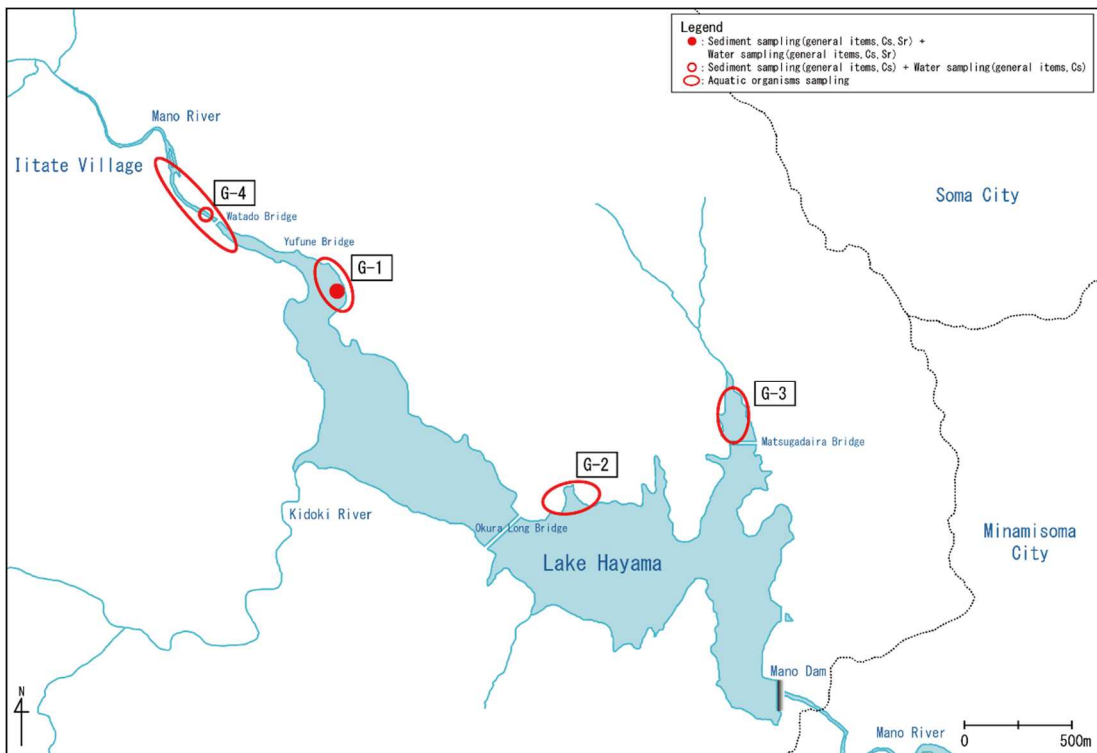 Legend
: Sediment sampling(general items, Cs, Sr) +
Water sampling(general items, Cs, Sr)
: Sediment sampling(general items, Cs) + Water sampling(general items, Cs)
: Aquatic organisms sampling
Mano River
Iitate Village
G-4
Watado Bridge
Yufune Bridge
G-1
Soma City
G-3
Matsugadaira Bridge
G-2
Kidoki River
Okura Long Bridge
Lake Hayama
Minamisoma
City
Mano Dam
N
Mano River
0
500m